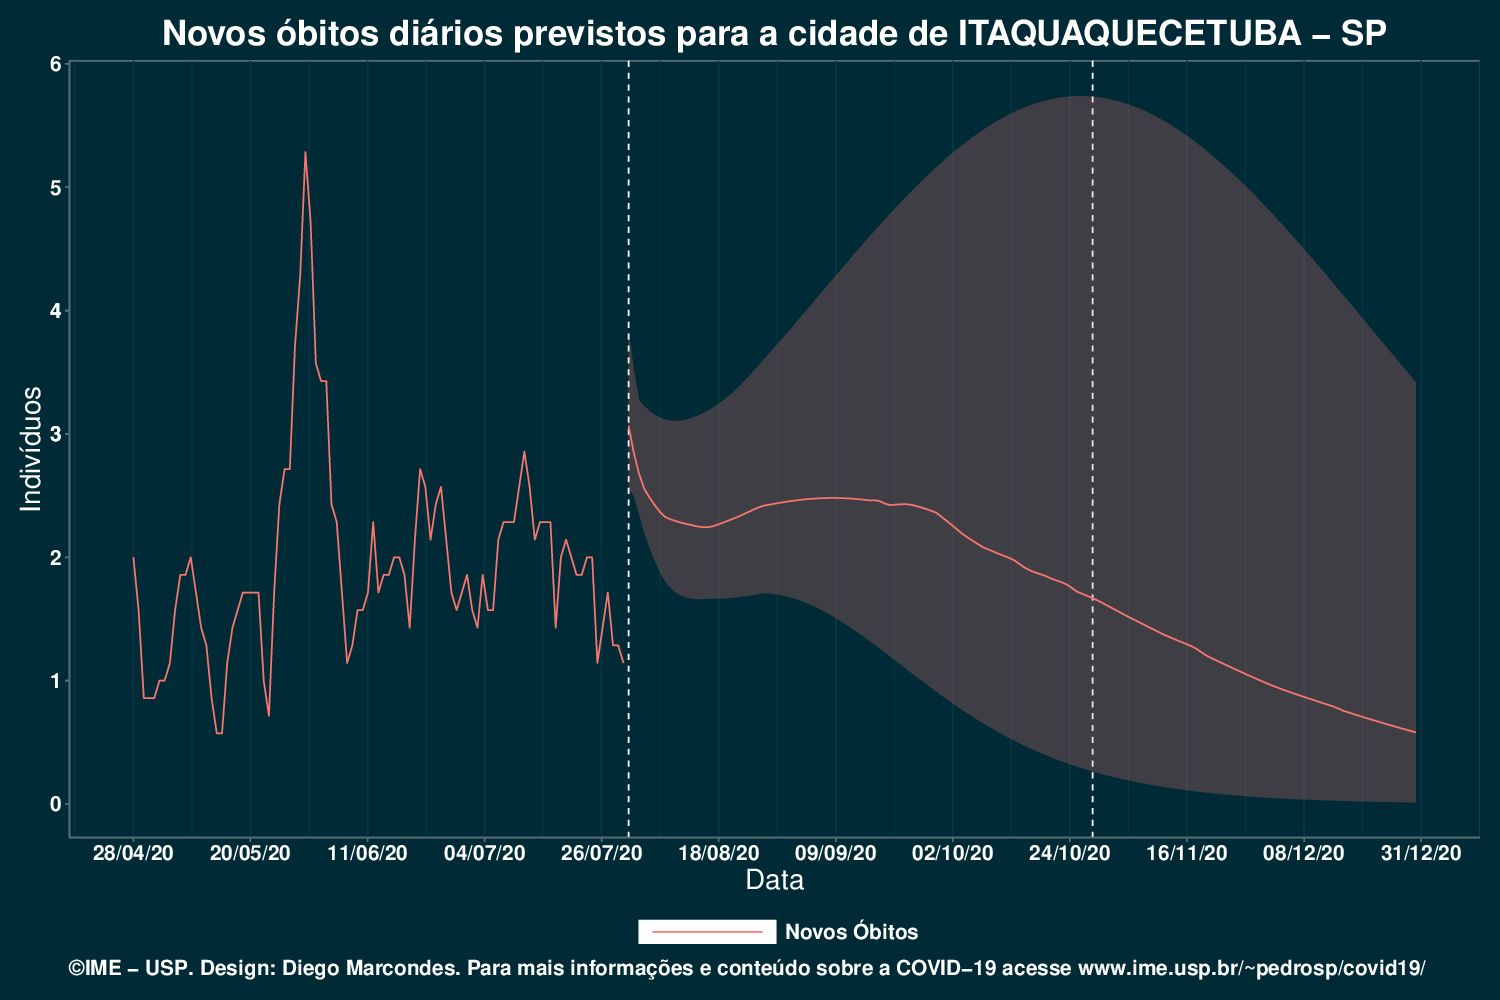 Novos óbitos diários previstos para a cidade de ITAQUAQUECETUBA – SP
6
5
4
3
2
1
0
Indivíduos
28/04/20 20/05/20 11/06/20 04/07/20 26/07/20 18/08/20 09/09/20 02/10/20 24/10/20 16/11/20 08/12/20 31/12/20
Data
Novos Óbitos
©IME – USP. Design: Diego Marcondes. Para mais informações e conteúdo sobre a COVID–19 acesse www.ime.usp.br/~pedrosp/covid19/